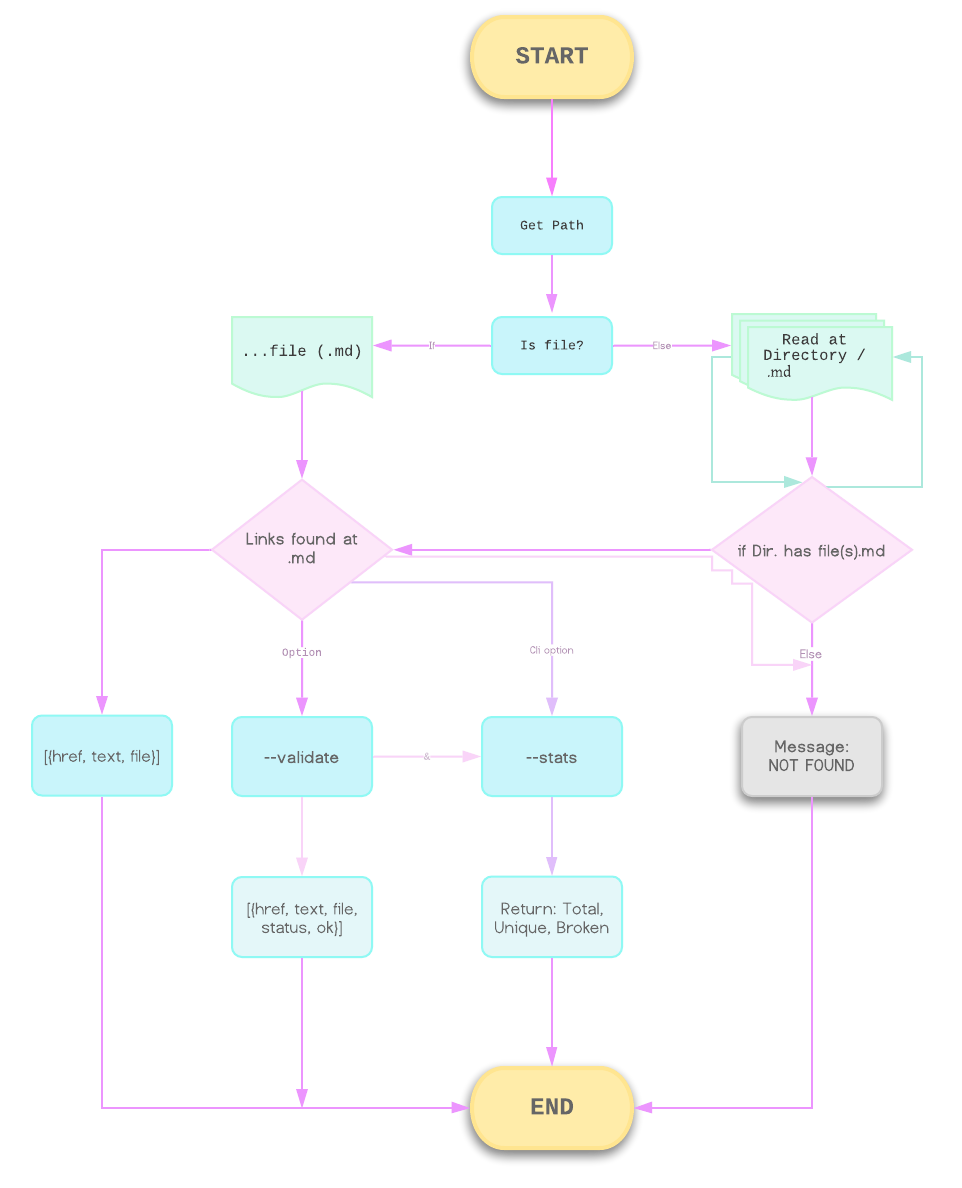 START
Get Path
...file (.md)
If
Is file?
Else
Read at
Directory /
.md
Links found at
.md
if Dir. has file(s).md
Option
Cli option
Else
[{href, text, file}]
--validate
&
--stats
Message:
NOT FOUND
[{href, text, file,
status, ok}]
Return: Total,
Unique, Broken
END